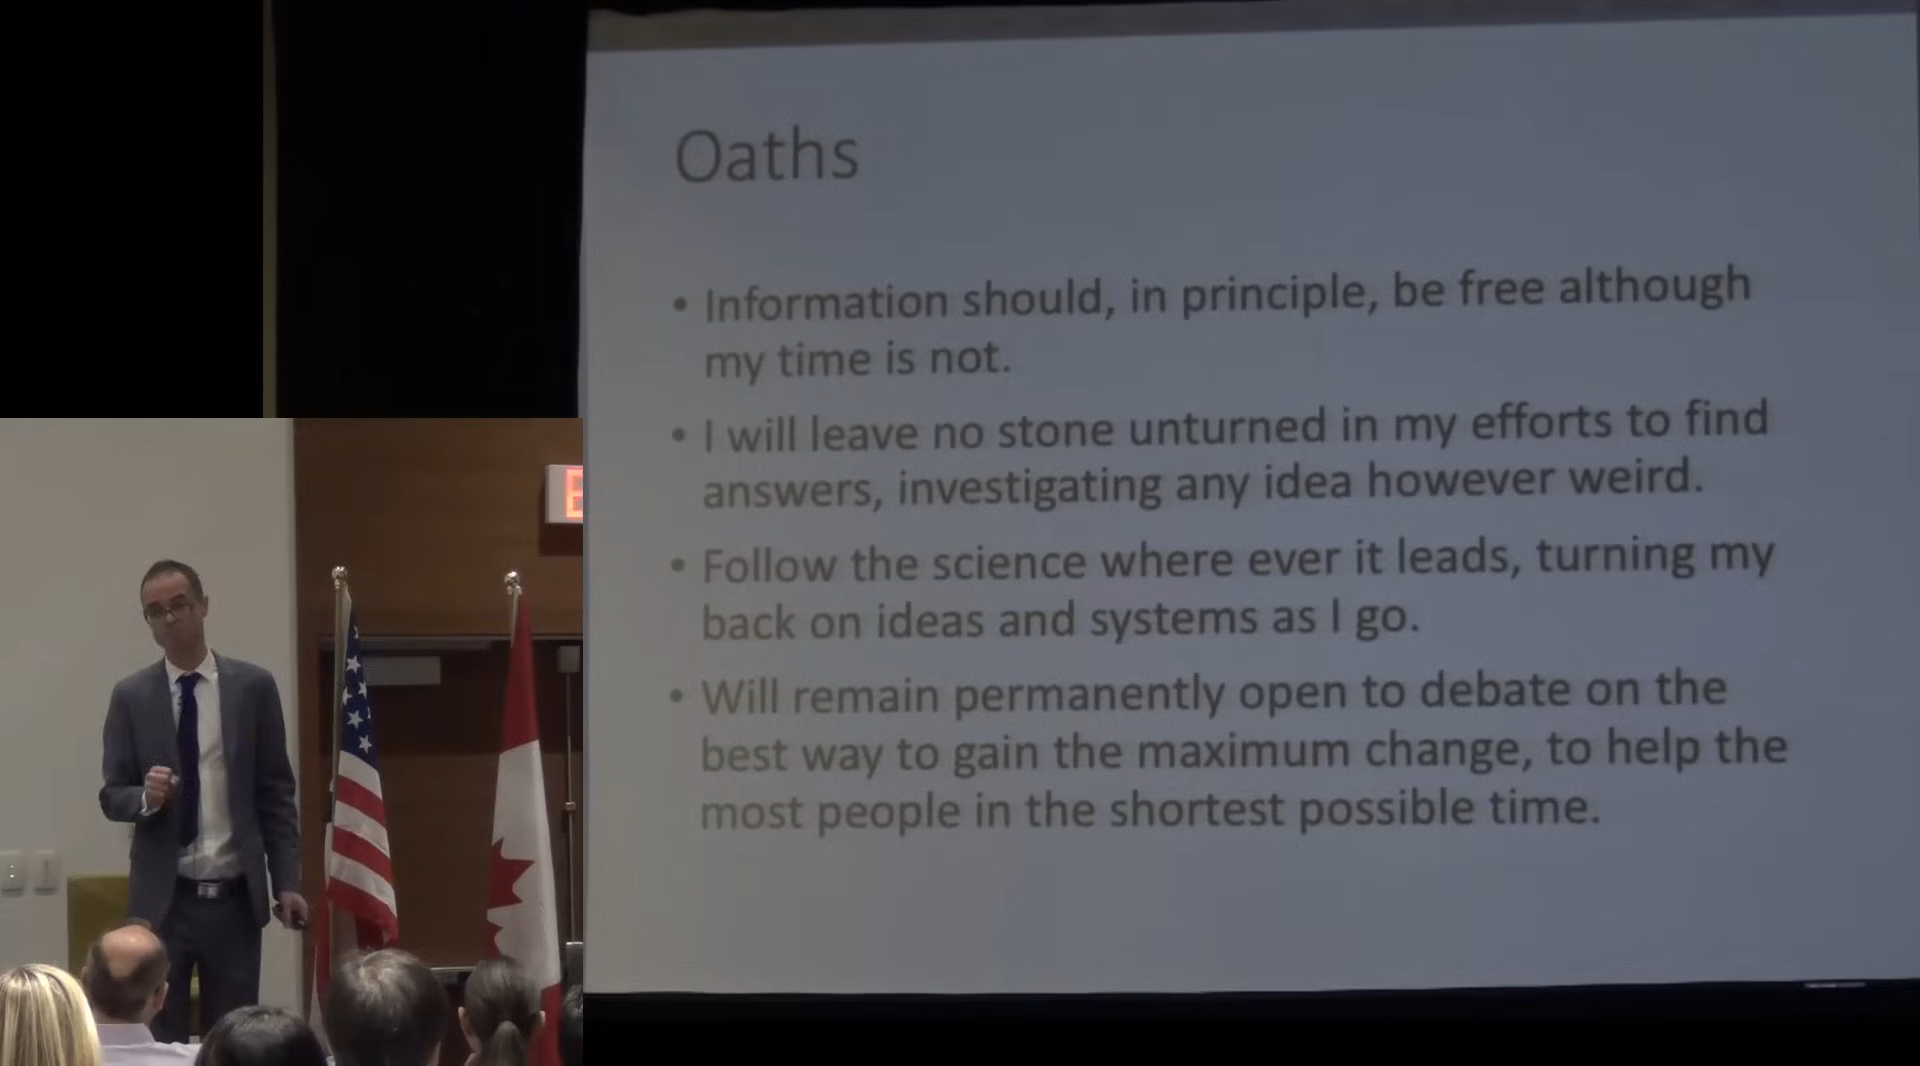 Oaths
• Information should, in principle, be free although
my time is not.
• I will leave no stone unturned in my efforts to find
answers, investigating any idea however weird.
• Follow the science where ever it leads, turning my
back on ideas and systems as I go.
• Will remain permanently open to debate on the
best way to gain the maximum change, to help the
most people in the shortest possible time.
E